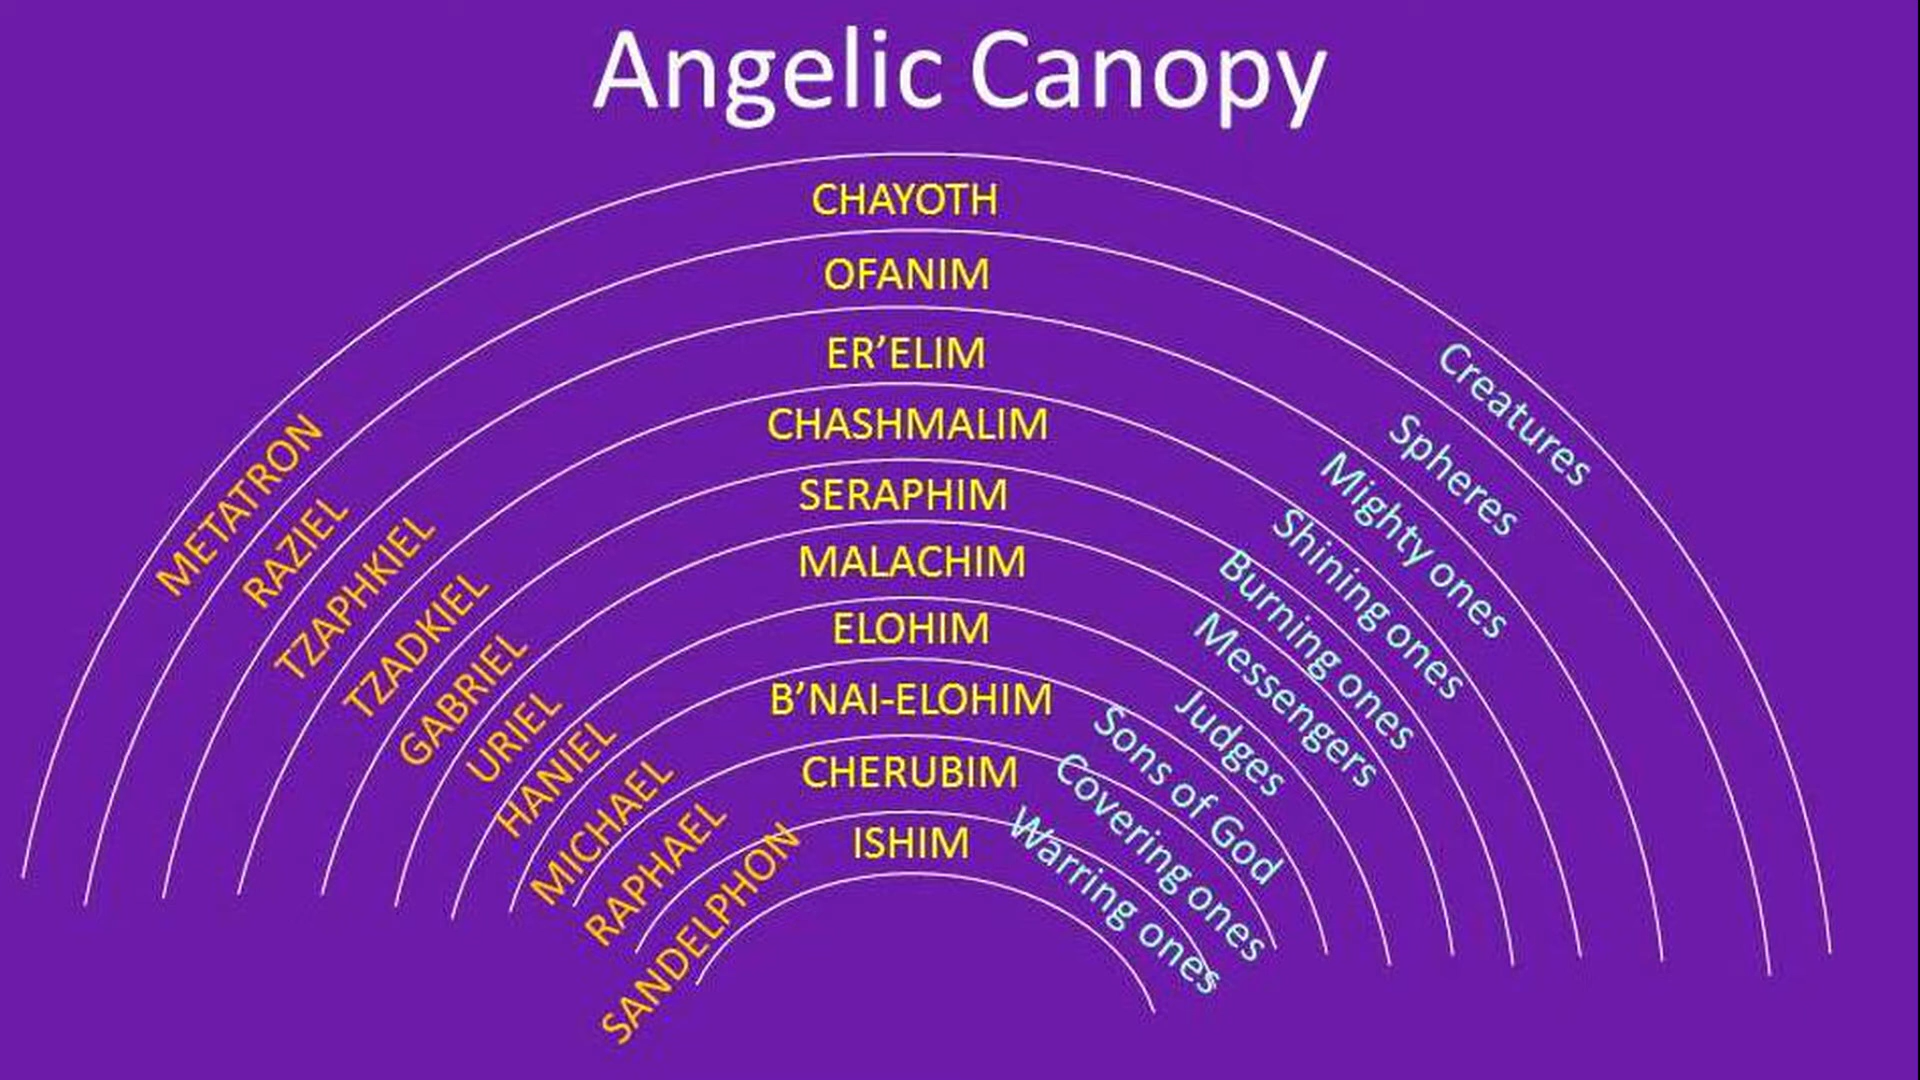 Angelic Canopy
CHAYOTH
OFANIM
ER’ELIM
CHASHMALIM
SERAPHIM
MALACHIM
ELOHIM
B’NAI-ELOHIM
CHERUBIM
ISHIM
METATRON
RAZIEL
TZAPHKIEL
TZADKIEL
GABRIEL
URIEL
HANIEL
MICHAEL
RAPHAEL
SANDELPHON
Creatures
Spheres
Mighty ones
Shining ones
Burning ones
Messengers
Judges
Sons of God
Covering ones
Warring ones